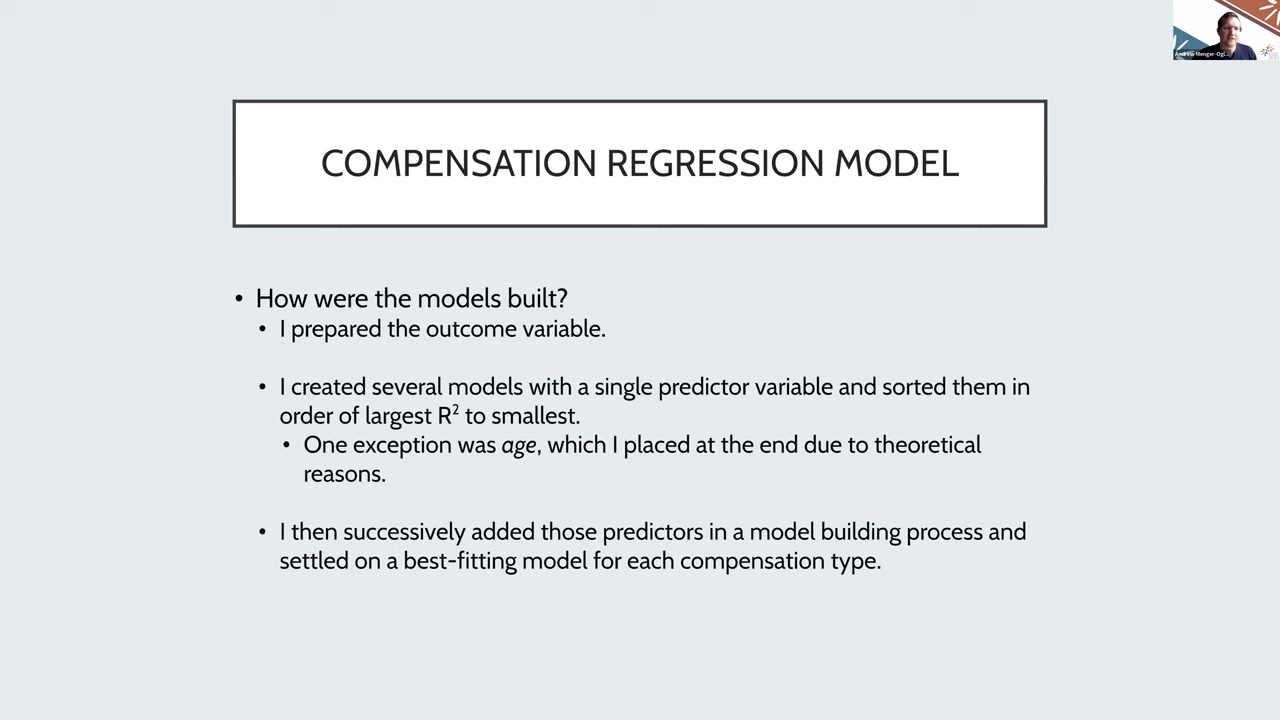 Andrew Menger-Ogl...
COMPENSATION REGRESSION MODEL
• How were the models built?
• I prepared the outcome variable.
• I created several models with a single predictor variable and sorted them in
order of largest R² to smallest.
• One exception was age, which I placed at the end due to theoretical
reasons.
• I then successively added those predictors in a model building process and
settled on a best-fitting model for each compensation type.